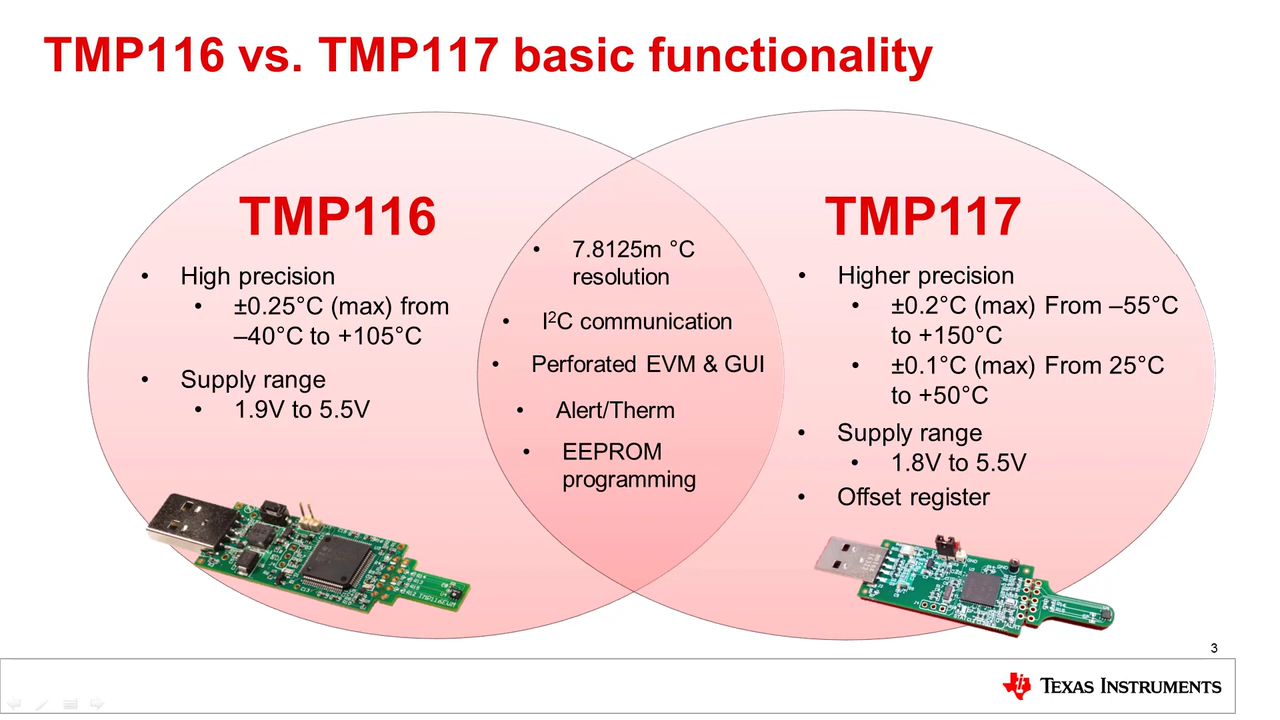 TMP116 vs. TMP117 basic functionality
TMP116
• High precision
• ±0.25°C (max) from
–40°C to +105°C
• Supply range
• 1.9V to 5.5V
• 7.8125m °C
resolution
• I²C communication
• Perforated EVM & GUI
• Alert/Therm
• EEPROM
programming
TMP117
• Higher precision
• ±0.2°C (max) From –55°C
to +150°C
• ±0.1°C (max) From 25°C
to +50°C
• Supply range
• 1.8V to 5.5V
• Offset register
3
TEXAS INSTRUMENTS